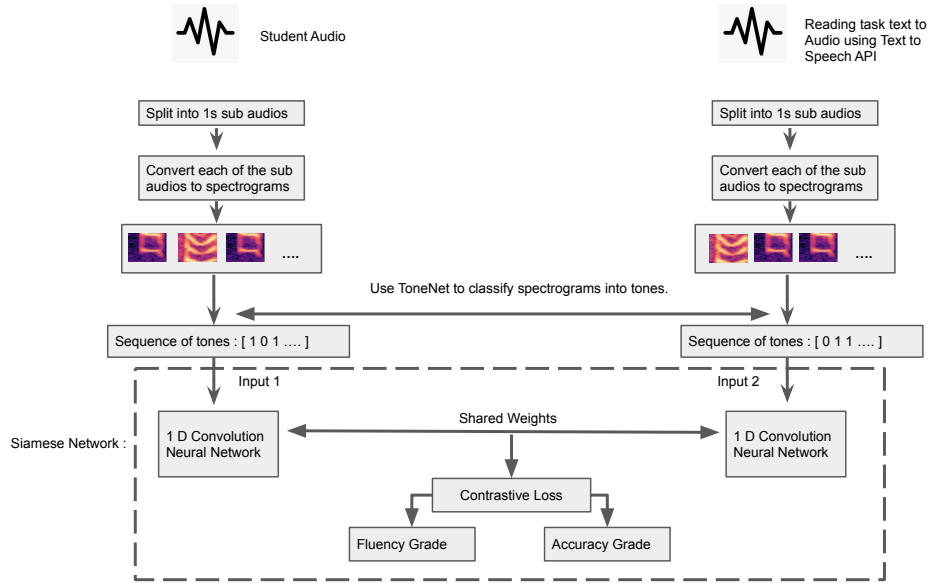 Student Audio
Reading task text to
Audio using Text to
Speech API
Split into 1s sub audios
Split into 1s sub audios
Convert each of the sub
audios to spectrograms
Convert each of the sub
audios to spectrograms
....
....
Use ToneNet to classify spectrograms into tones.
Sequence of tones : [ 1 0 1 .... ]
Sequence of tones : [ 0 1 1 .... ]
Input 1
Input 2
Siamese Network :
1 D Convolution
Neural Network
Shared Weights
1 D Convolution
Neural Network
Contrastive Loss
Fluency Grade
Accuracy Grade